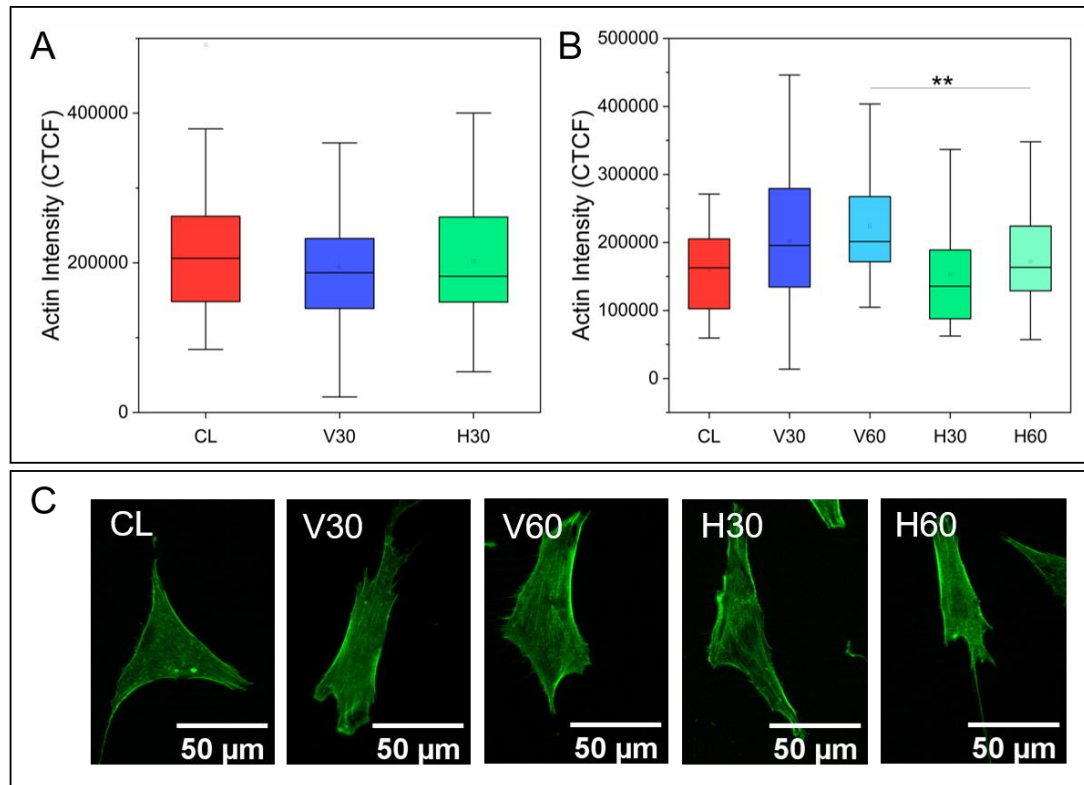 A
Actin Intensity (CTCF)
400000
200000
0
CL V30 H30
B
Actin Intensity (CTCF)
500000
400000
300000
200000
100000
0
**
CL V30 V60 H30 H60
C
CL V30 V60 H30 H60
50 µm 50 µm 50 µm 50 µm 50 µm